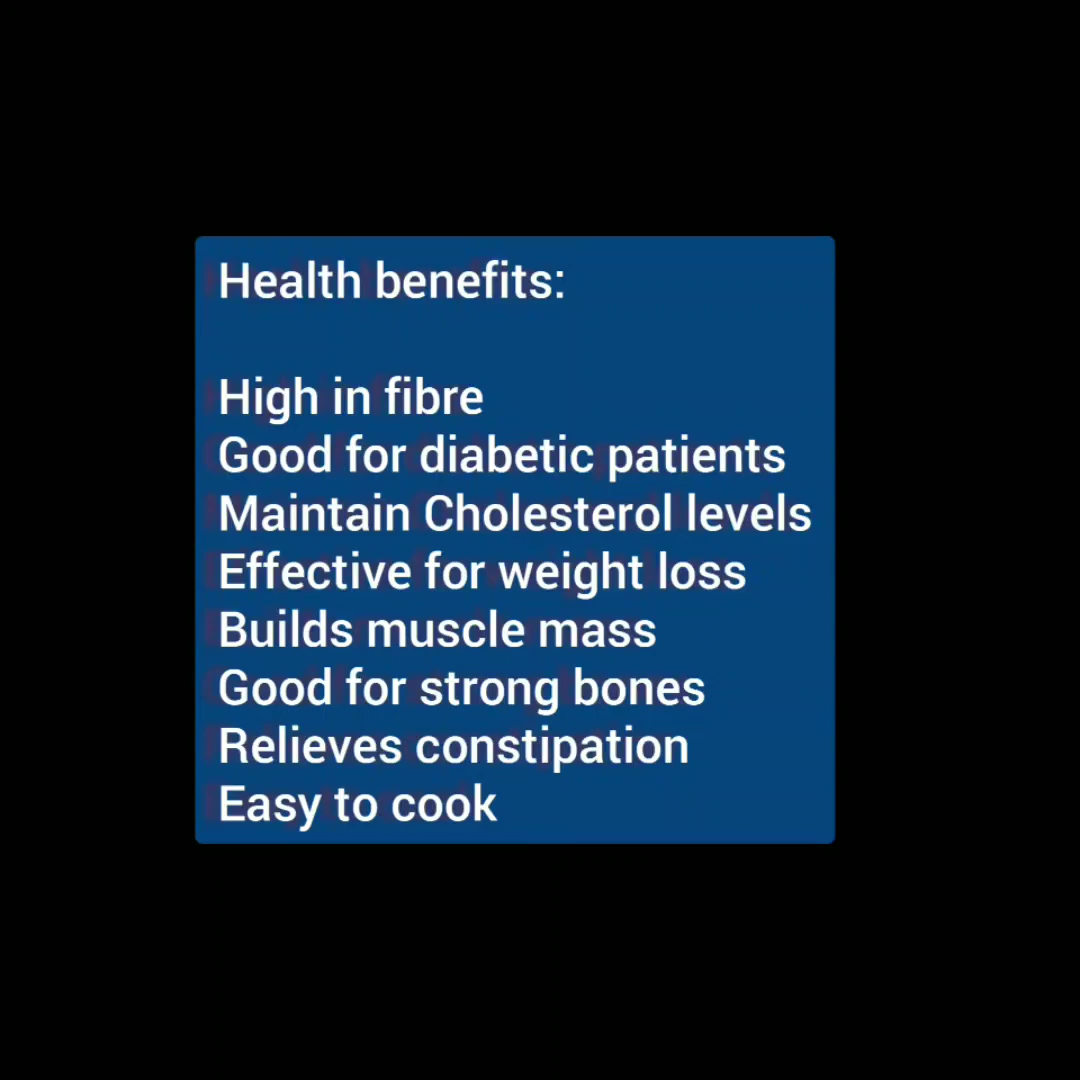 Health benefits:
High in fibre
Good for diabetic patients
Maintain Cholesterol levels
Effective for weight loss
Builds muscle mass
Good for strong bones
Relieves constipation
Easy to cook